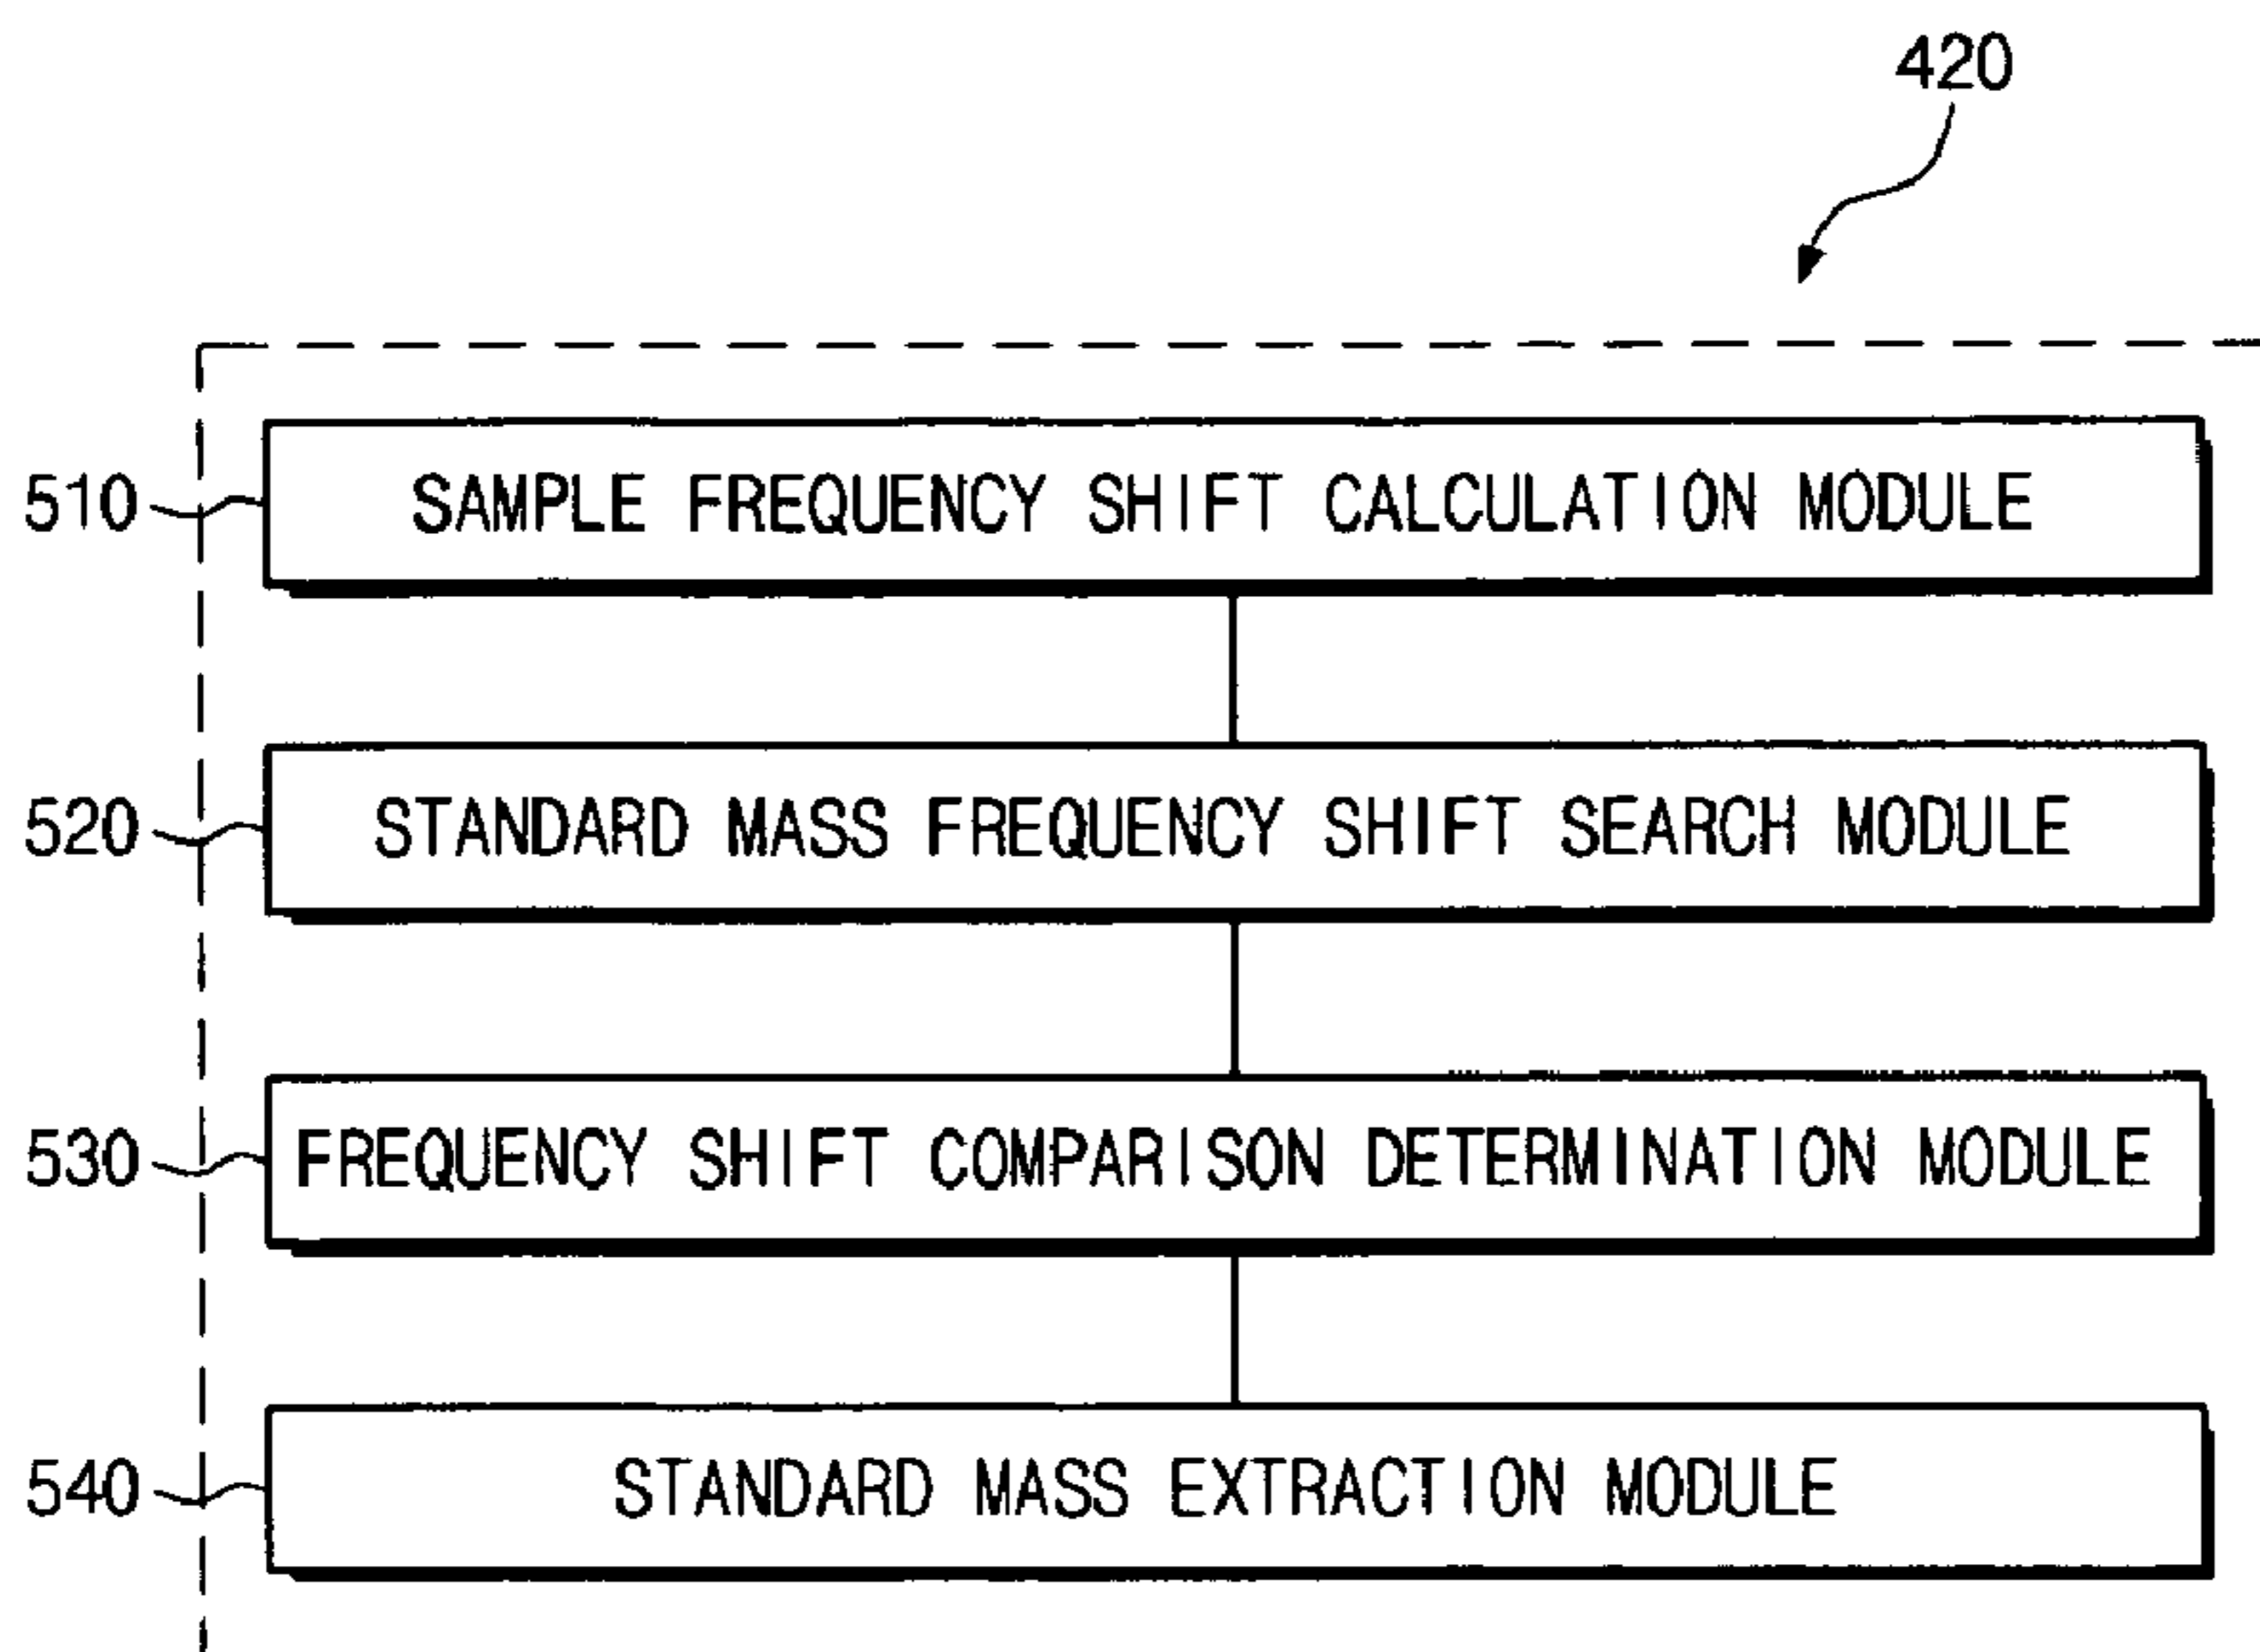 420
510 SAMPLE FREQUENCY SHIFT CALCULATION MODULE
520 STANDARD MASS FREQUENCY SHIFT SEARCH MODULE
530 FREQUENCY SHIFT COMPARISON DETERMINATION MODULE
540 STANDARD MASS EXTRACTION MODULE